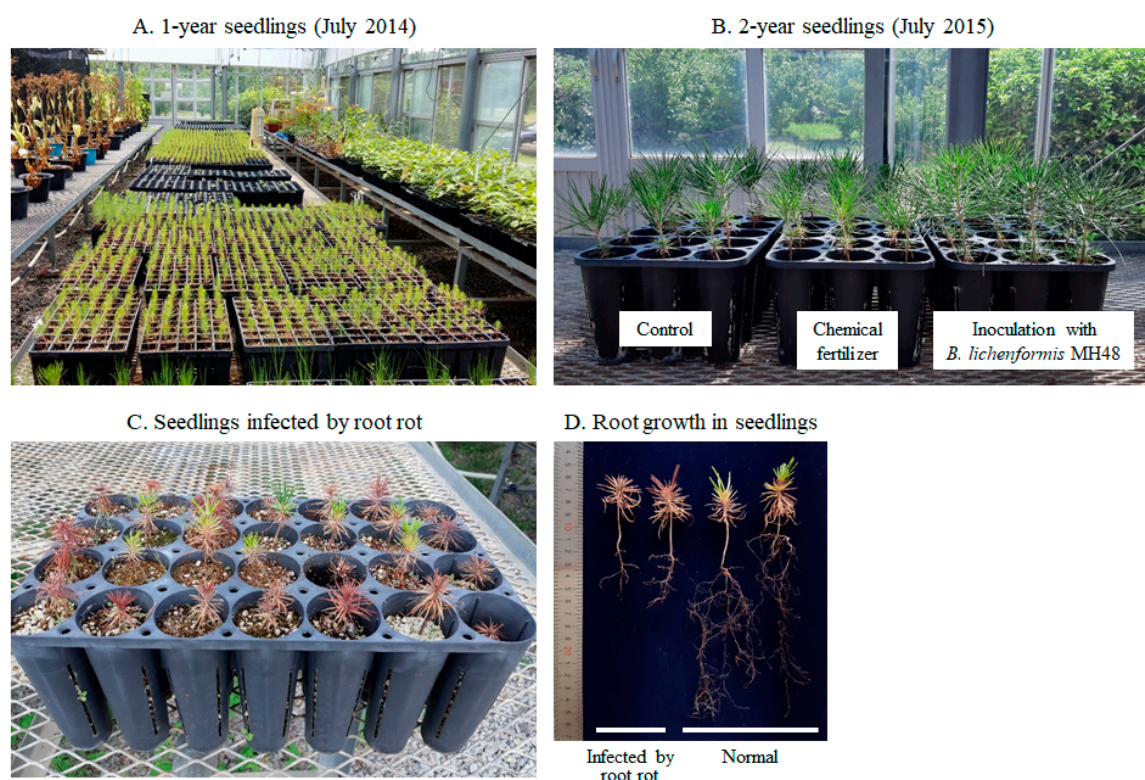 A. 1-year seedlings (July 2014)
B. 2-year seedlings (July 2015)
Control
Chemical
fertilizer
Inoculation with
B. lichenformis MH48
C. Seedlings infected by root rot
D. Root growth in seedlings
Infected by
root rot
Normal